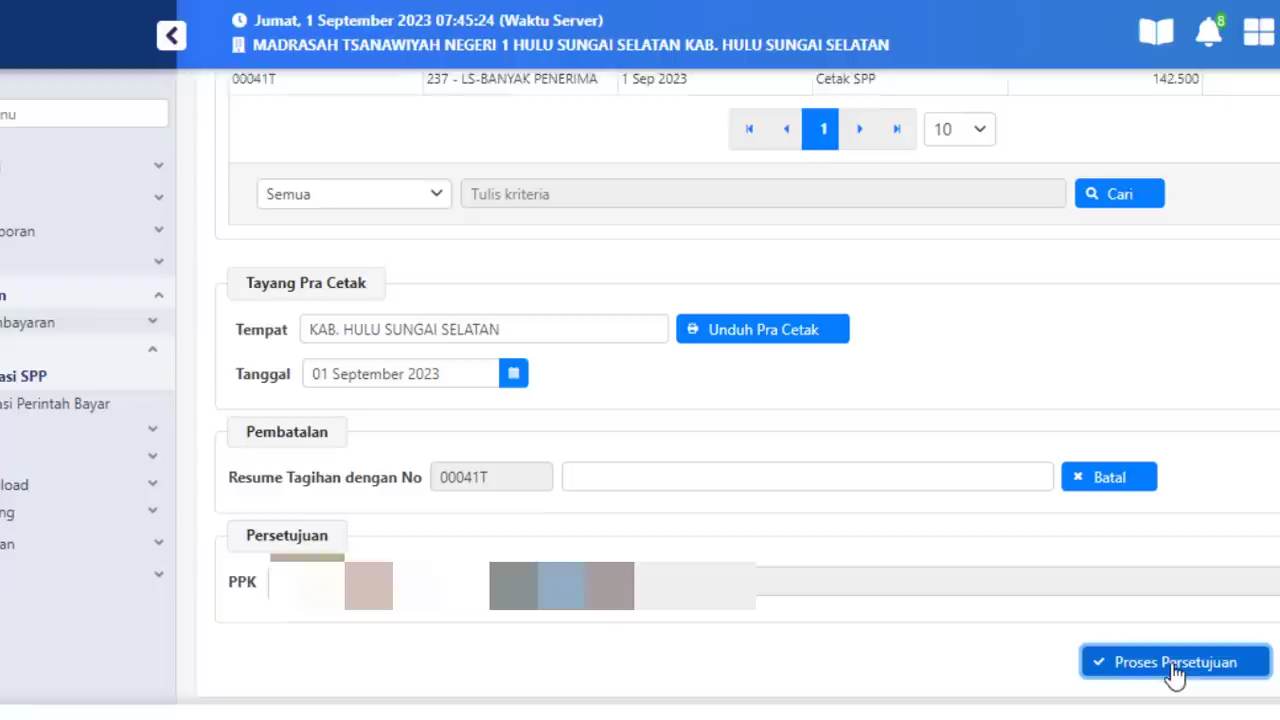 Jumat, 1 September 2023 07:45:24 (Waktu Server)
8
MADRASAH TSANAWIYAH NEGERI 1 HULU SUNGAI SELATAN KAB. HULU SUNGAI SELATAN
00041T 237 - LS-BANYAK PENERIMA 1 Sep 2023 Cetak SPP 142.500
nu
1 10
Semua Tulis kriteria Cari
poran
Tayang Pra Cetak
n
Tempat KAB. HULU SUNGAI SELATAN Unduh Pra Cetak
nbayaran
Tanggal 01 September 2023
asi SPP
asi Perintah Bayar
Pembatalan
Resume Tagihan dengan No 00041T Batal
load
ng
Persetujuan
an
PPK
Proses Persetujuan